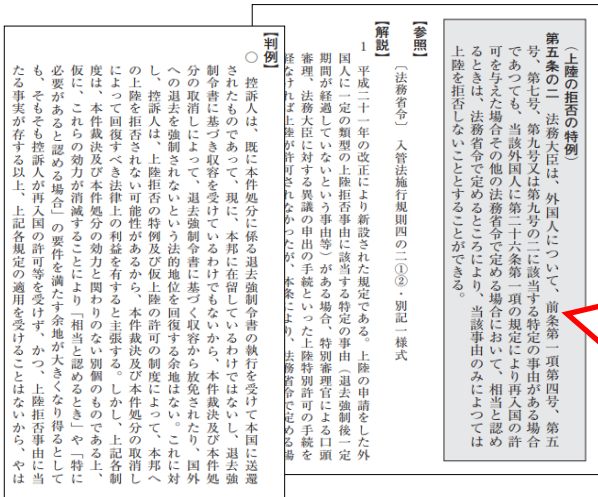 （上陸の拒否の特例）
第五条の二　法務大臣は、外国人について、前条第一項第四号、第五
号、第七号、第九号又は第九号の二に該当する特定の事由がある場合
であつても、当該外国人に第二十六条第一項の規定により再入国の許
可を与えた場合その他の法務省令で定める場合において、相当と認め
るときは、法務省令で定めるところにより、当該事由のみによつては
上陸を拒否しないこととすることができる。
【参照】
〔法務省令〕　入管法施行規則四の二①②・別記一様式
【解説】
1　平成二十一年の改正により新設された規定である。上陸の申請をした外
国人に一定の類型の上陸拒否事由に該当する特定の事由（退去強制後一定
期間が経過していないという事由等）がある場合、特別審理官による口頭
審理、法務大臣に対する異議の申出の手続といった上陸特別許可の手続を
経なければ上陸が許可されなかったが、本条により、法務省令で定める場
【判例】
○　控訴人は、既に本件処分に係る退去強制令書の執行を受けて本国に送還
されたものであって、現に、本邦に在留しているわけではないし、退去強
制令書に基づき収容を受けているわけでもないから、本件裁決及び本件処
分の取消しによって、退去強制令書に基づく収容から放免されたり、国外
への退去を強制されないという法的地位を回復する余地はない。これに対
し、控訴人は、上陸拒否の特例及び仮上陸の許可の制度によって、本邦へ
の上陸を拒否されない可能性があるから、本件裁決及び本件処分の取消し
によって回復すべき法律上の利益を有すると主張する。しかし、上記各制
度は、本件裁決及び本件処分の効力と関わりのない別個のものである上、
仮に、これらの効力が消滅することにより「相当と認めるとき」や「特に
必要があると認める場合」の要件を満たす余地が大きくなり得るとして
も、そもそも控訴人が再入国の許可等を受けず、かつ、上陸拒否事由に当
たる事実が存する以上、上記各規定の適用を受けることはないから、やは